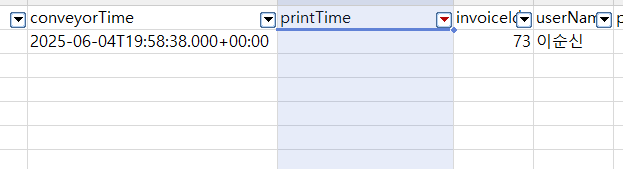 conveyorTime printTime invoiceId userNam
2025-06-04T19:58:38.000+00:00 73 이순신